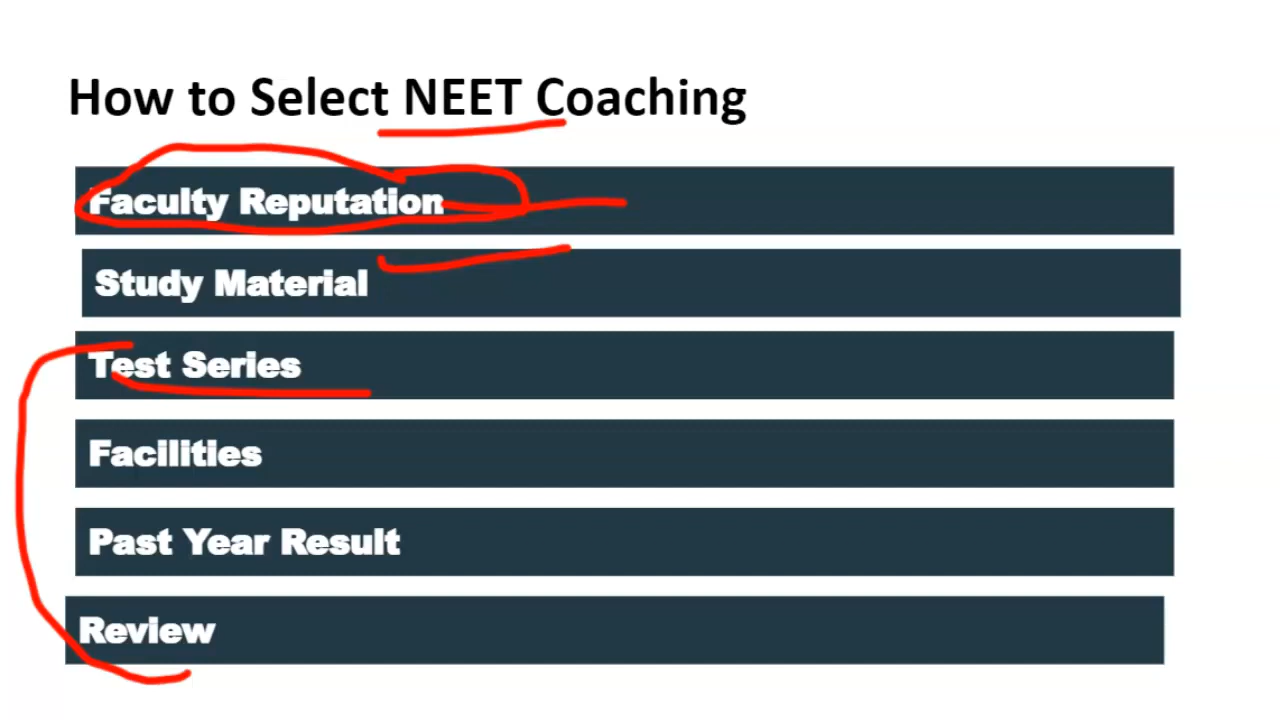 How to Select NEET Coaching
Faculty Reputation
Study Material
Test Series
Facilities
Past Year Result
Review